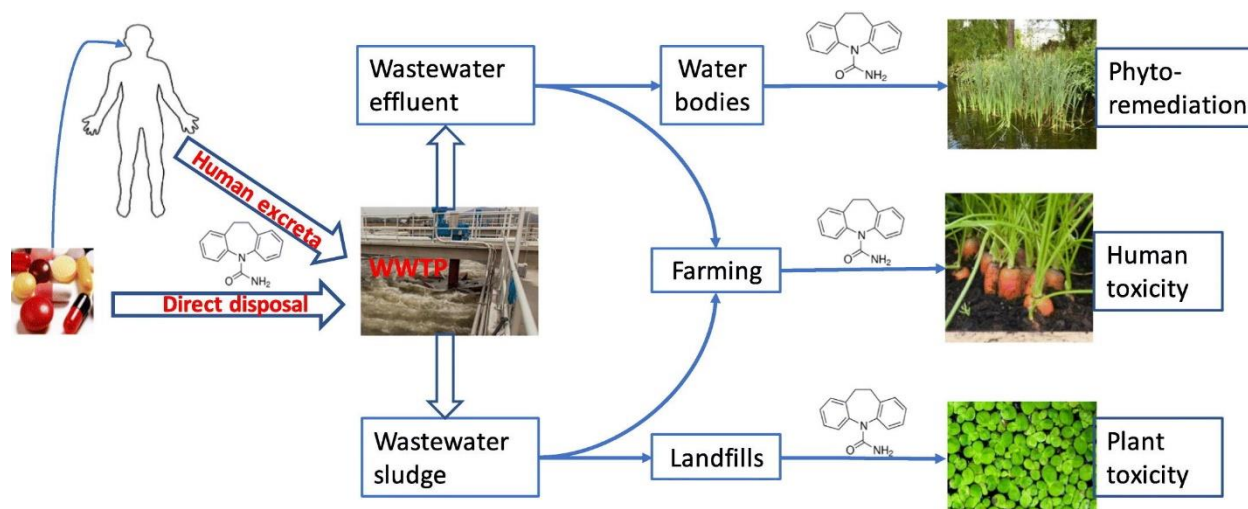 Wastewater
effluent
Water
bodies
O
N
NH2
Phyto-
remediation
Human excreta
O
N
NH2
Direct disposal
WWTP
Farming
O
N
NH2
Human
toxicity
Wastewater
sludge
Landfills
O
N
NH2
Plant
toxicity